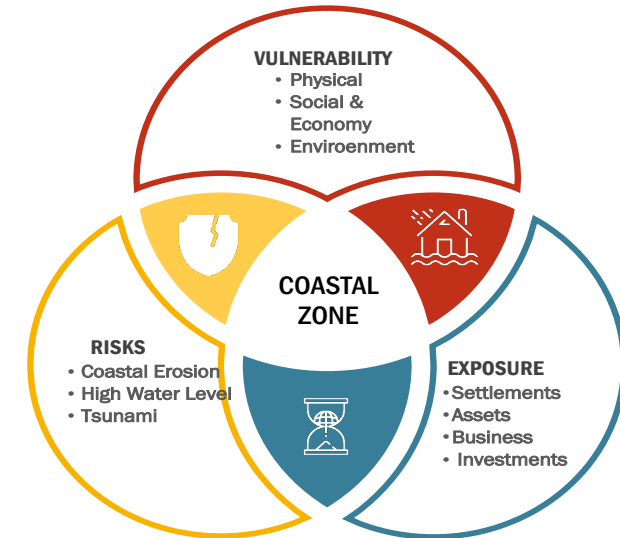 VULNERABILITY
• Physical
• Social &
Economy
• Enviroenment
COASTAL
ZONE
RISKS
• Coastal Erosion
• High Water Level
• Tsunami
EXPOSURE
• Settlements
• Assets
• Business
• Investments